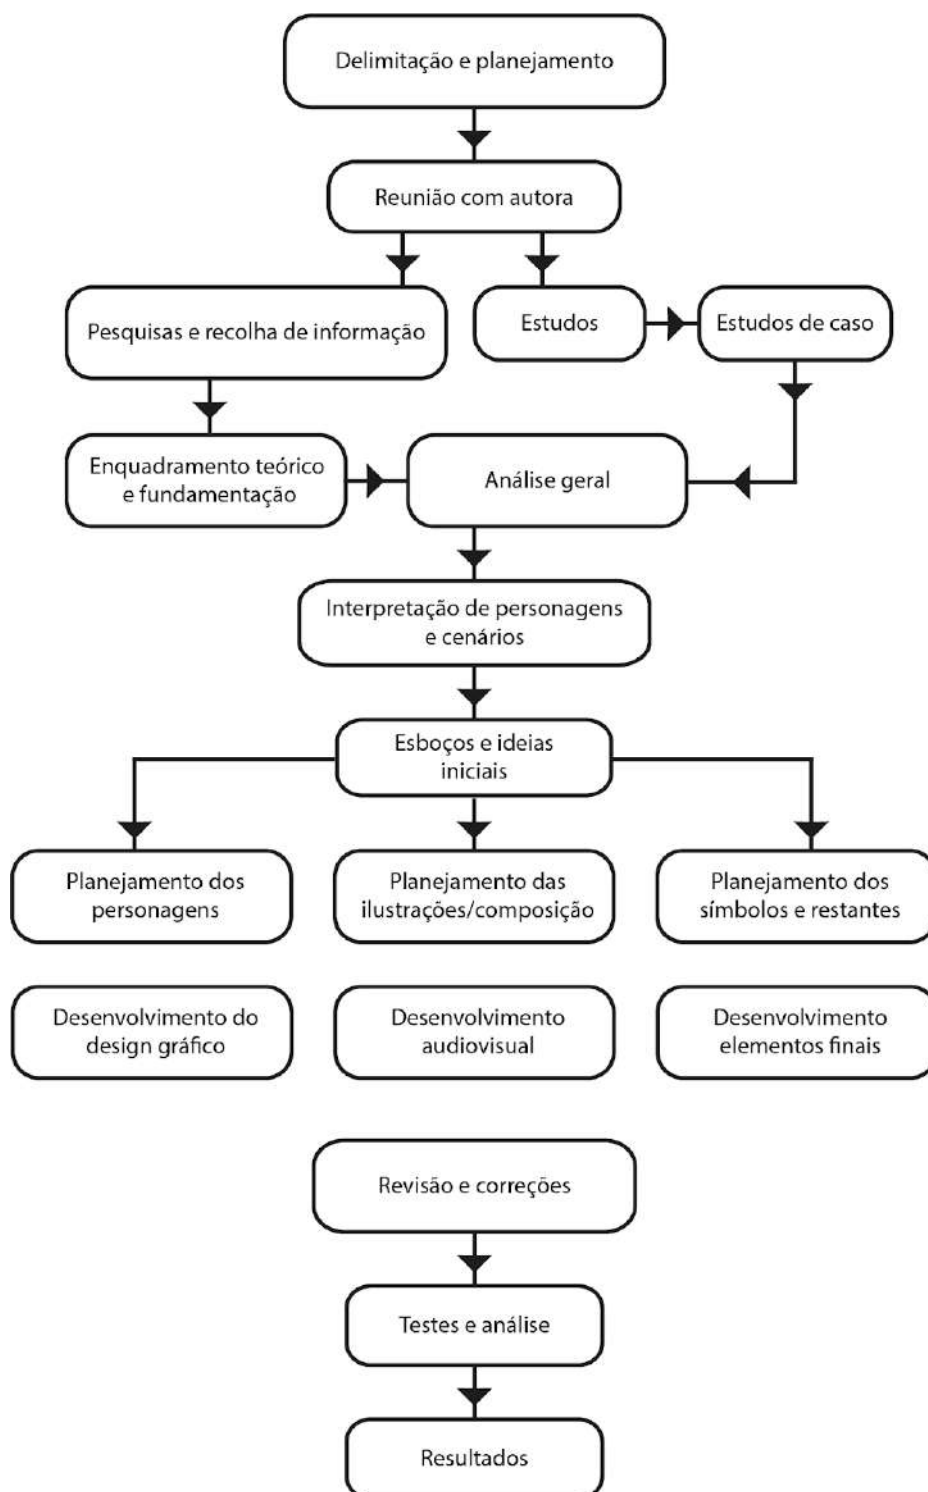 Delimitação e planejamento
Reunião com autora
Pesquisas e recolha de informação
Estudos
Estudos de caso
Enquadramento teórico
e fundamentação
Análise geral
Interpretação de personagens
e cenários
Esboços e ideias
iniciais
Planejamento dos
personagens
Planejamento das
ilustrações/composição
Planejamento dos
símbolos e restantes
Desenvolvimento do
design gráfico
Desenvolvimento
audiovisual
Desenvolvimento
elementos finais
Revisão e correções
Testes e análise
Resultados